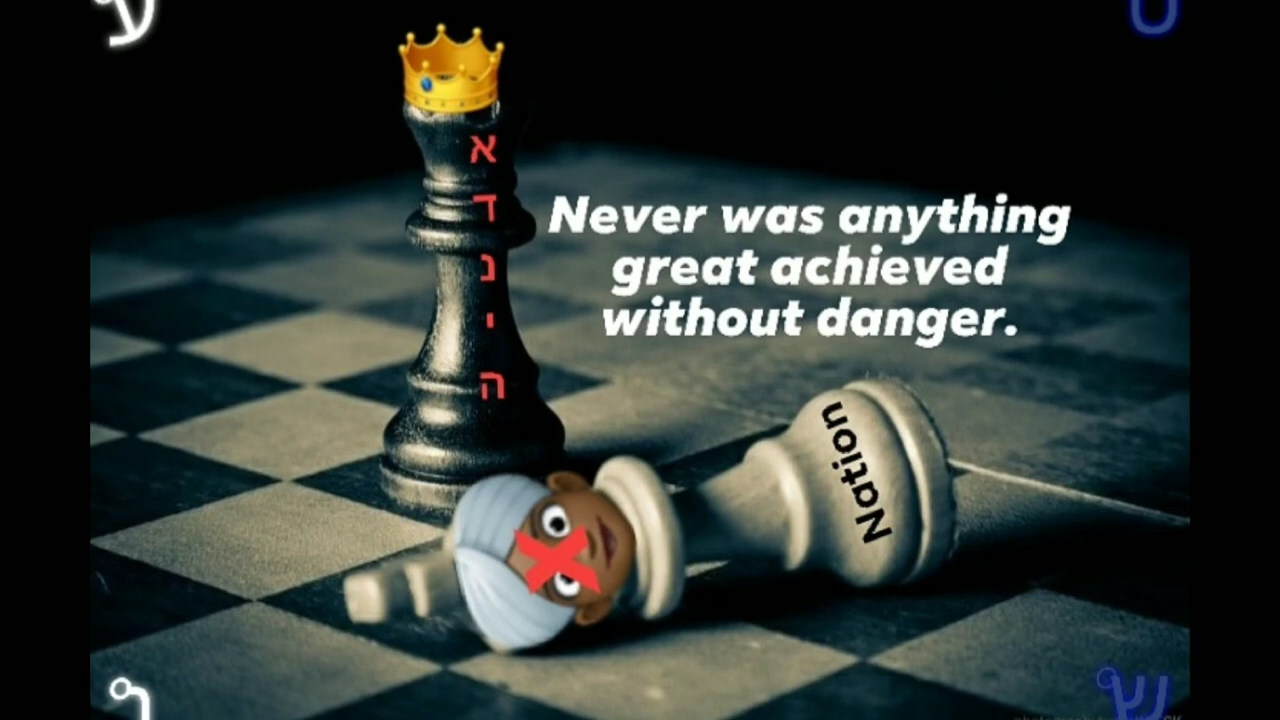 ע
ט
א
ד
נ
י
ה
Never was anything
great achieved
without danger.
Nation
ש